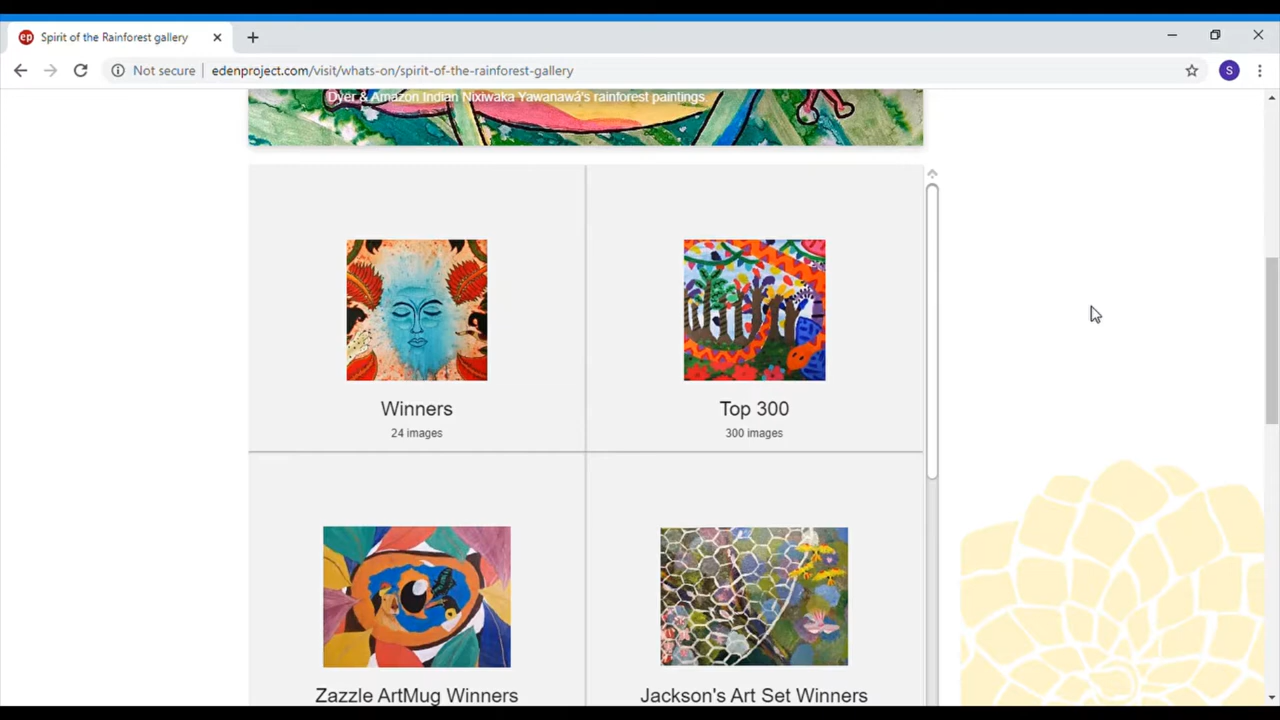 ep Spirit of the Rainforest gallery
Not secure edenproject.com/visit/whats-on/spirit-of-the-rainforest-gallery
S
Dyer & Amazon Indian Nixiwaka Yawanawá's rainforest paintings
Winners
24 images
Top 300
300 images
Zazzle ArtMug Winners
Jackson's Art Set Winners